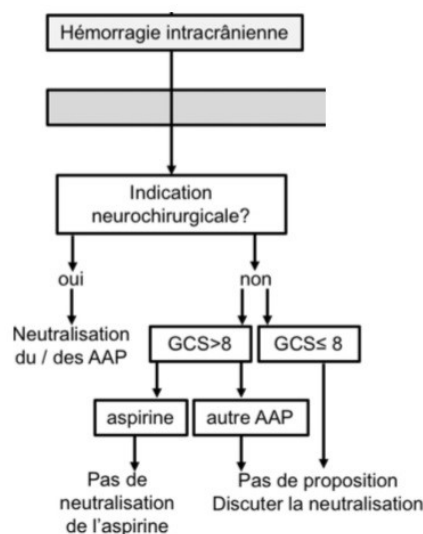 Hémorragie intracrânienne
Indication
neurochirurgicale?
oui
non
Neutralisation
du / des AAP
GCS>8
GCS≤ 8
aspirine
autre AAP
Pas de
neutralisation
de l'aspirine
Pas de proposition
Discuter la neutralisation